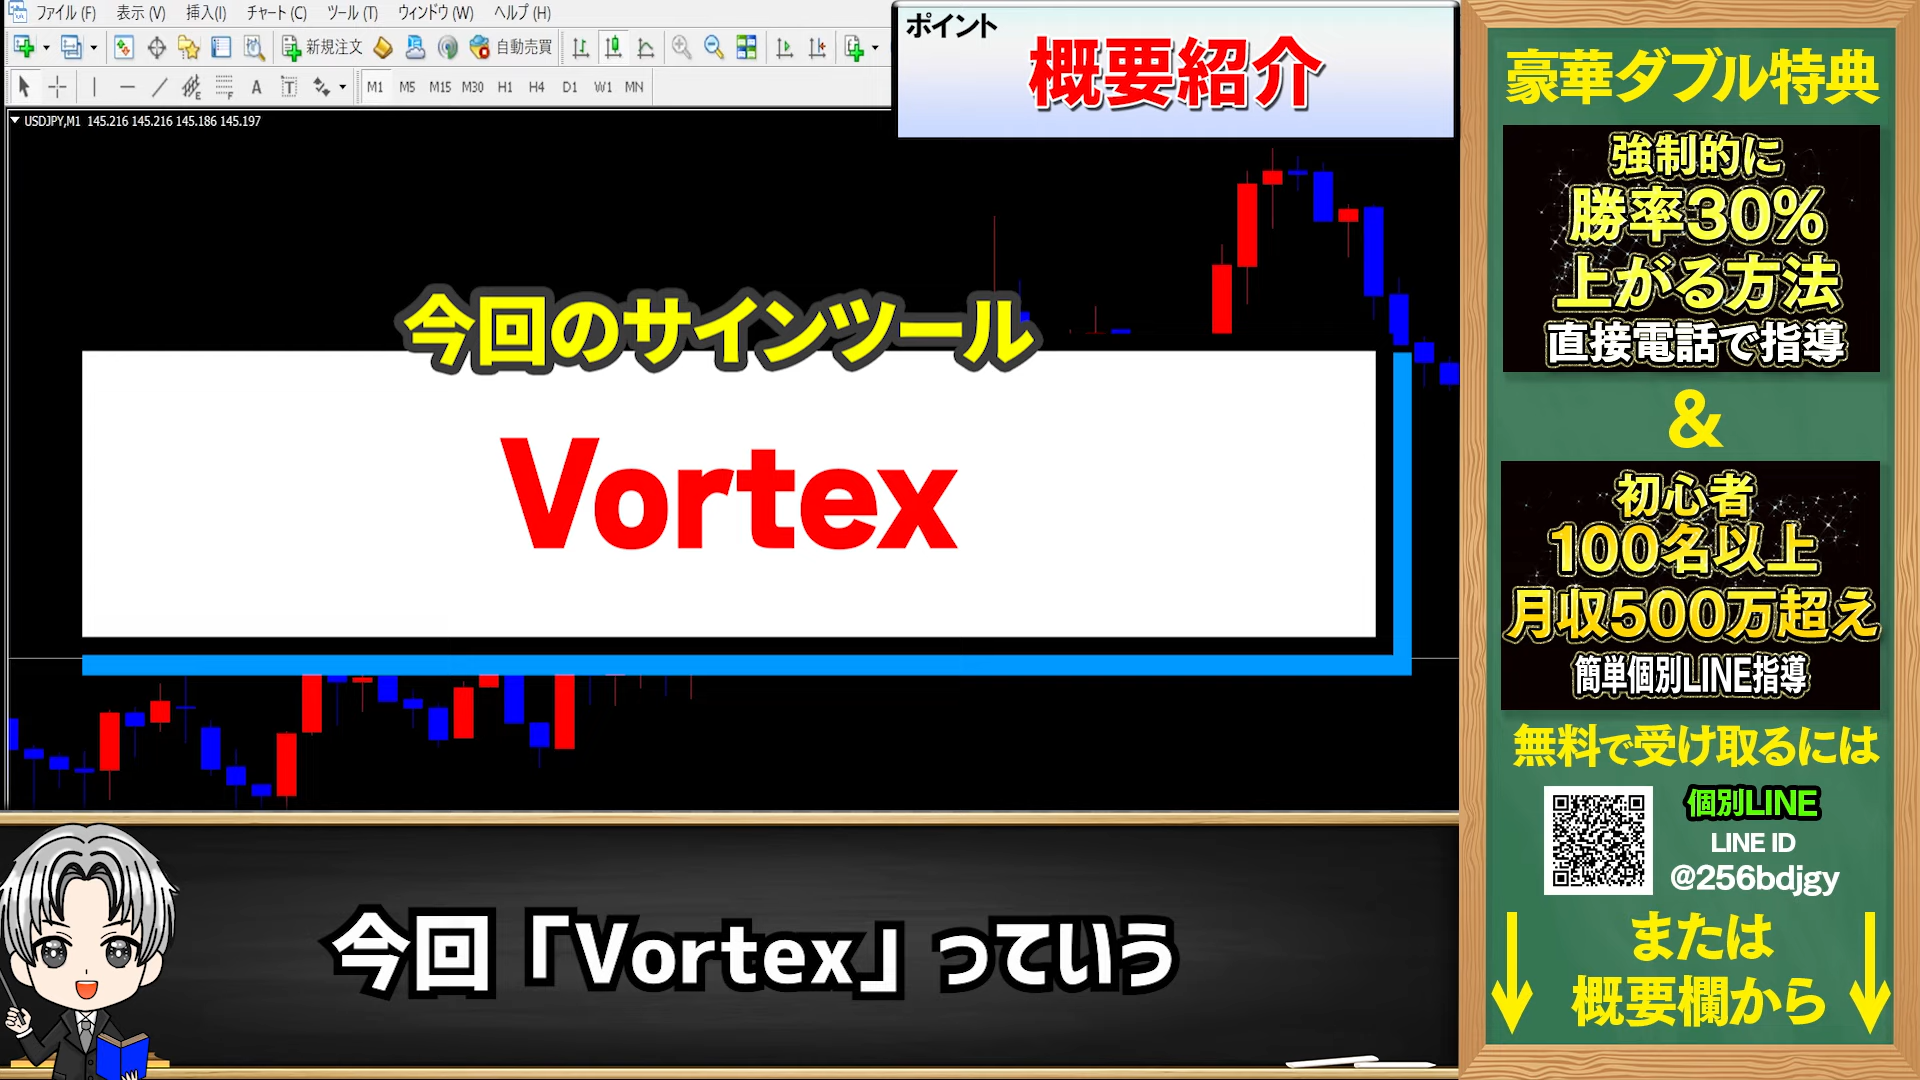 ファイル (F) 表示 (V) 挿入(I) チャート (C) ツール (T) ウィンドウ (W) ヘルプ (H)
新規注文 自動売買
A T M1 M5 M15 M30 H1 H4 D1 W1 MN
USDJPY,M1 145.216 145.216 145.186 145.197
ポイント
概要紹介
今回のサインツール
Vortex
今回「Vortex」っていう
豪華ダブル特典
強制的に
勝率30%
上がる方法
直接電話で指導
&
初心者
100名以上
月収500万超え
簡単個別LINE指導
無料で受け取るには
個別LINE
LINE ID
@256bdjgy
または
概要欄から